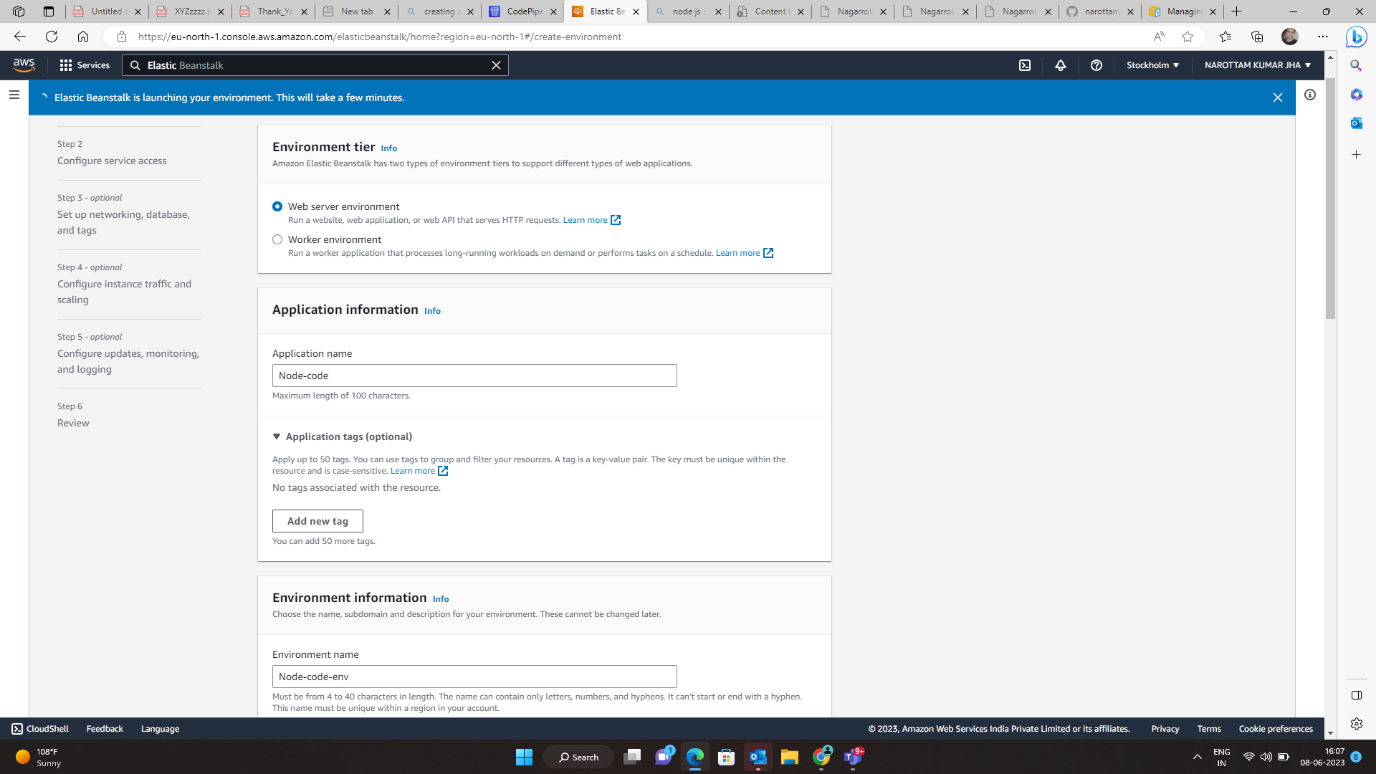 Untitled d
XYZzzzz.p
Thank_Yo
New tab
creating a
CodePipe
Elastic Be
node js -
Content H
Nagarrol
Nagarrol
Nagarrol
narottam
Managin
https://eu-north-1.console.aws.amazon.com/elasticbeanstalk/home?region=eu-north-1#/create-environment
aws
Services
Elastic Beanstalk
Stockholm
NAROTTAM KUMAR JHA
Elastic Beanstalk is launching your environment. This will take a few minutes.
Step 2
Configure service access
Step 3 - optional
Set up networking, database,
and tags
Step 4 - optional
Configure instance traffic and
scaling
Step 5 - optional
Configure updates, monitoring,
and logging
Step 6
Review
Environment tier Info
Amazon Elastic Beanstalk has two types of environment tiers to support different types of web applications.
Web server environment
Run a website, web application, or web API that serves HTTP requests. Learn more
Worker environment
Run a worker application that processes long-running workloads on demand or performs tasks on a schedule. Learn more
Application information Info
Application name
Node-code
Maximum length of 100 characters.
Application tags (optional)
Apply up to 50 tags. You can use tags to group and filter your resources. A tag is a key-value pair. The key must be unique within the
resource and is case-sensitive. Learn more
No tags associated with the resource.
Add new tag
You can add 50 more tags.
Environment information Info
Choose the name, subdomain and description for your environment. These cannot be changed later.
Environment name
Node-code-env
Must be from 4 to 40 characters in length. The name can contain only letters, numbers, and hyphens. It can't start or end with a hyphen.
This name must be unique within a region in your account.
CloudShell
Feedback
Language
© 2023, Amazon Web Services India Private Limited or its affiliates.
Privacy
Terms
Cookie preferences
108°F
Sunny
Search
1
9+
ENG
IN
16:07
08-06-2023
8